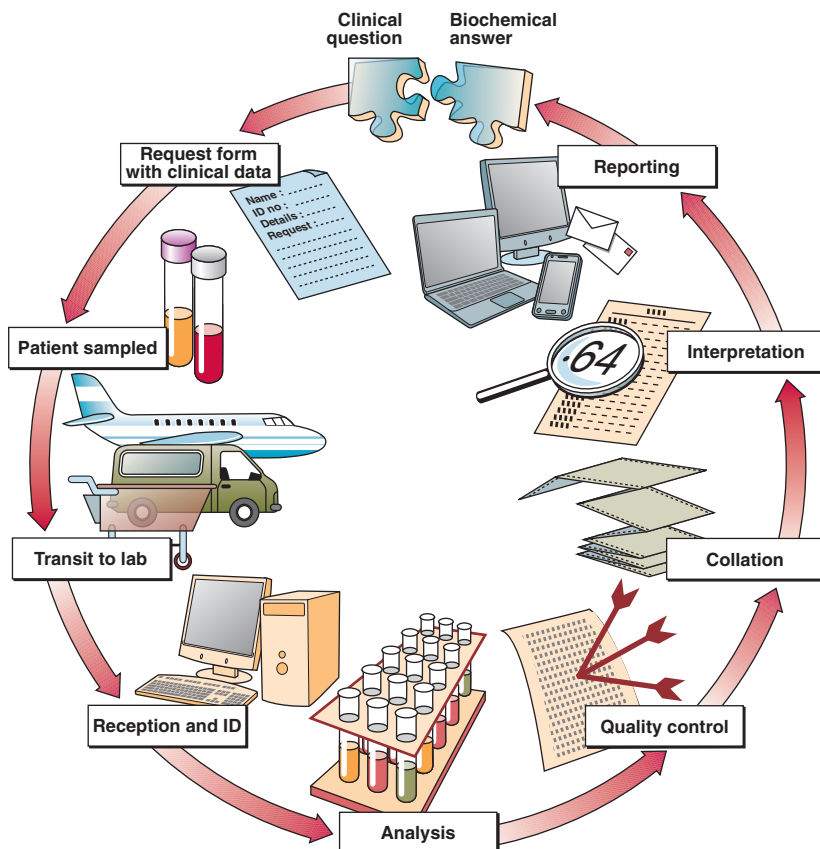 Clinical
question
Biochemical
answer
Request form
with clinical data
Name :
ID no :
Details :
Request :
Patient sampled
Transit to lab
Reception and ID
Analysis
Quality control
Collation
Interpretation
.64
Reporting